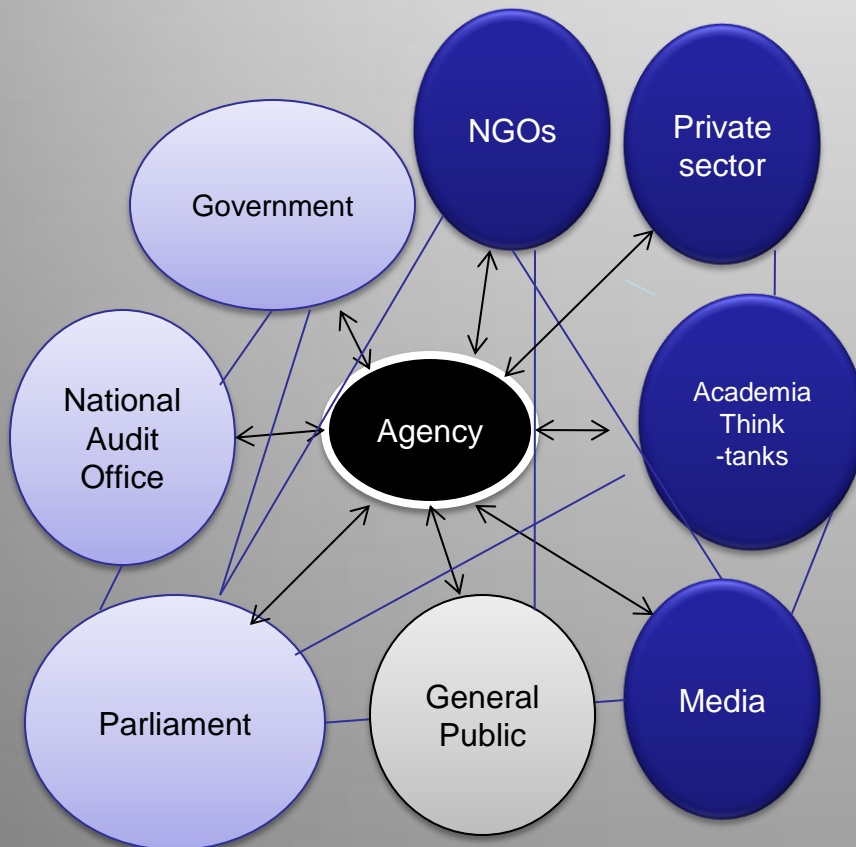 NGOs
Private
sector
Government
National
Audit
Office
Agency
Academia
Think
-tanks
Parliament
General
Public
Media